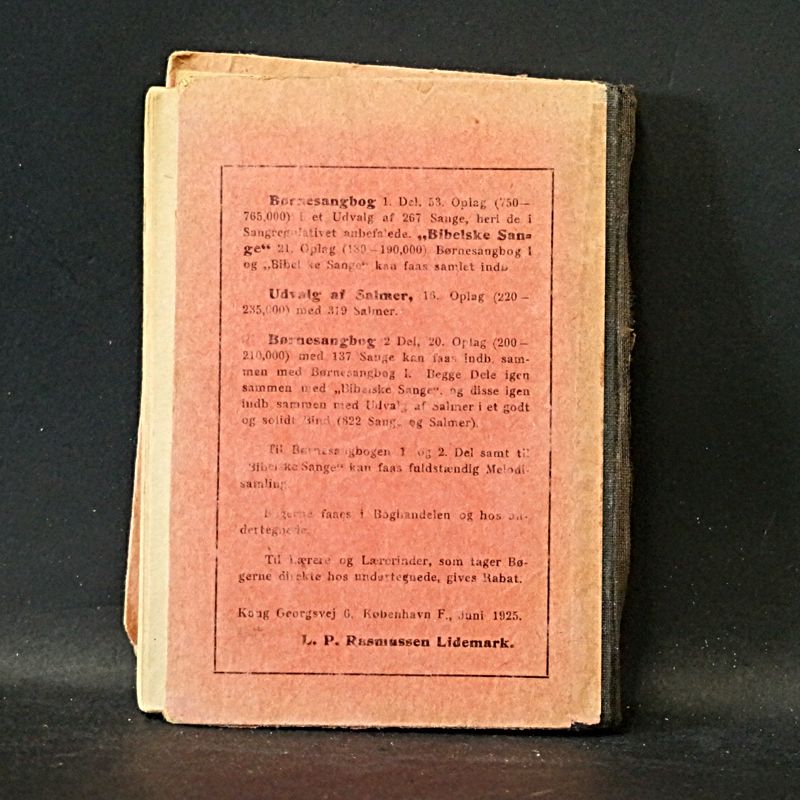 Børnesangbog 1. Del, 53. Oplag (750–
765,000) i et Udvalg af 267 Sange, heri de i
Sangregulativet anbefalede. „Bibelske San-
ge“ 21. Oplag (180–190,000) Børnesangbog I
og „Bibelske Sange“ kan faas samlet indb.
Udvalg af Salmer, 16. Oplag (220–
235,000) med 319 Salmer.
Børnesangbog 2 Del, 20. Oplag (200–
210,000) med 137 Sange kan faas indb. sam-
men med Børnesangbog I. Begge Dele igen
sammen med „Bibelske Sange“, og disse igen
indb. sammen med Udvalg af Salmer i et godt
og solidt Bind (822 Sange og Salmer).
Til Børnesangbogen 1. og 2. Del samt til
„Bibelske Sange“ kan faas fuldstændig Melodi-
samling.
Bøgerne faaes i Boghandelen og hos un-
dertegnede.
Til Lærere og Lærerinder, som tager Bø-
gerne direkte hos undertegnede, gives Rabat.
Kong Georgsvej 6, København F., Juni 1925.
L. P. Rasmussen Lidemark.